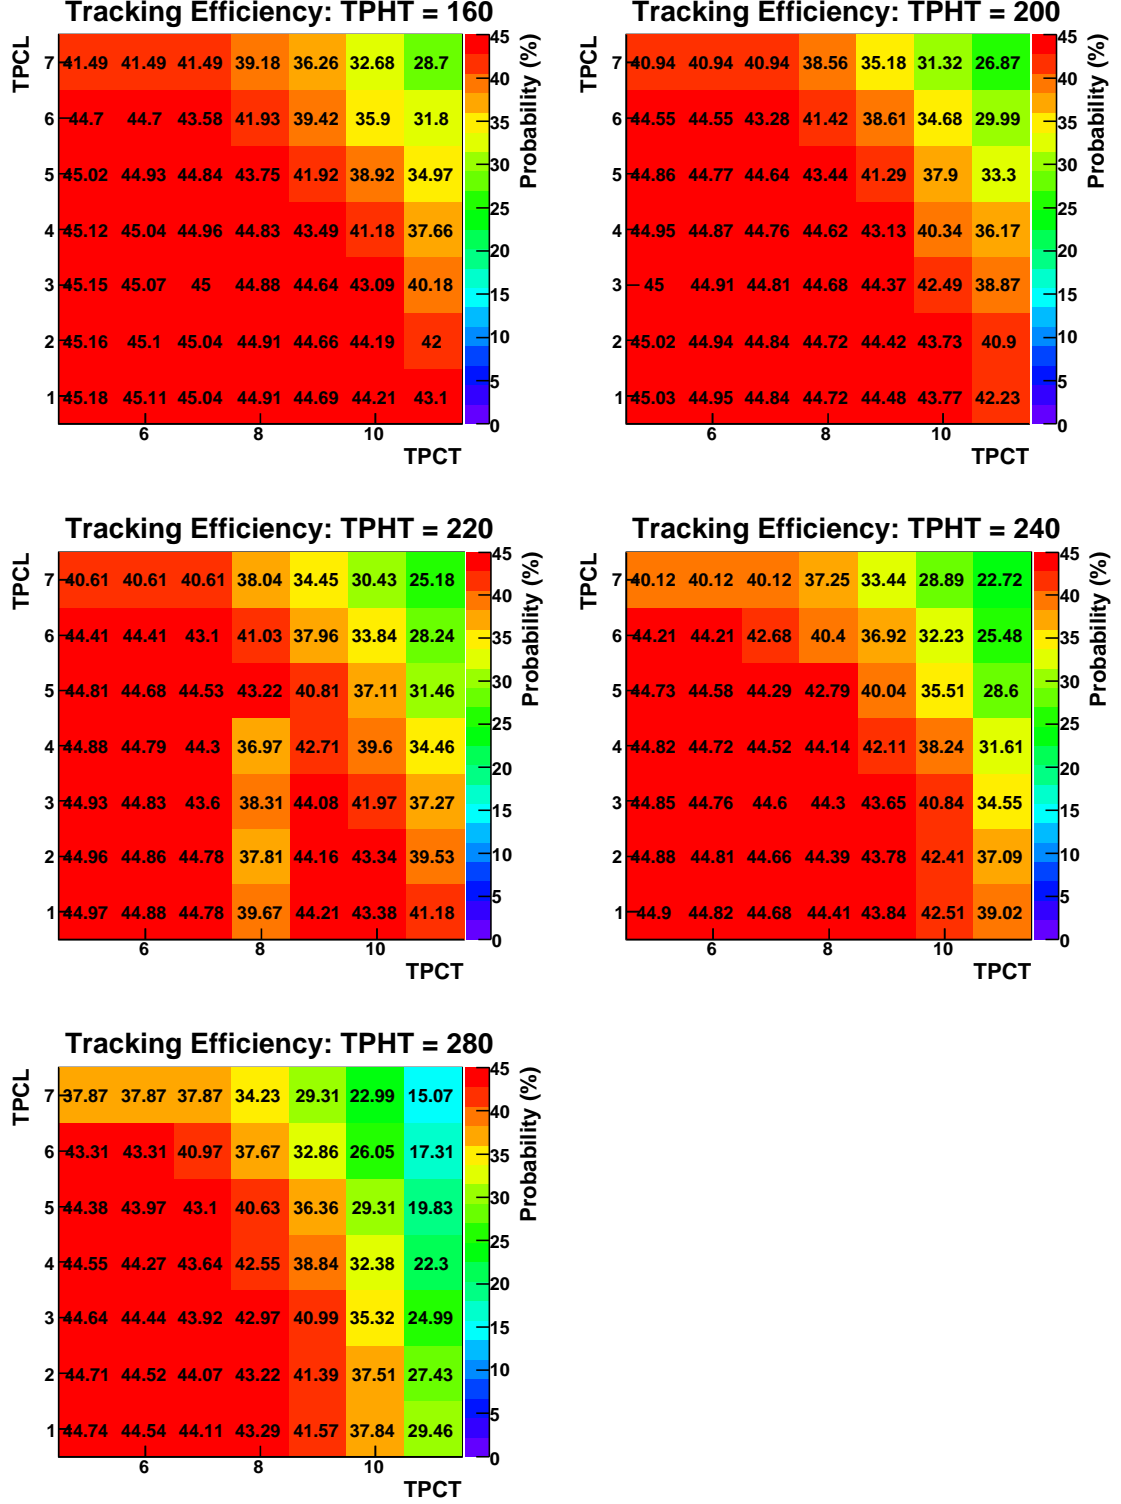 Tracking Efficiency: TPHT = 160
TPCL
Probability (%)
7 41.49 41.49 41.49 39.18 36.26 32.68 28.7
6 44.7 44.7 43.58 41.93 39.42 35.9 31.8
5 45.02 44.93 44.84 43.75 41.92 38.92 34.97
4 45.12 45.04 44.96 44.83 43.49 41.18 37.66
3 45.15 45.07 45 44.88 44.64 43.09 40.18
2 45.16 45.1 45.04 44.91 44.66 44.19 42
1 45.18 45.11 45.04 44.91 44.69 44.21 43.1
6 8 10
TPCT
45
40
35
30
25
20
15
10
5
0
Tracking Efficiency: TPHT = 200
TPCL
Probability (%)
7 40.94 40.94 40.94 38.56 35.18 31.32 26.87
6 44.55 44.55 43.28 41.42 38.61 34.68 29.99
5 44.86 44.77 44.64 43.44 41.29 37.9 33.3
4 44.95 44.87 44.76 44.62 43.13 40.34 36.17
3 45 44.91 44.81 44.68 44.37 42.49 38.87
2 45.02 44.94 44.84 44.72 44.42 43.73 40.9
1 45.03 44.95 44.84 44.72 44.48 43.77 42.23
6 8 10
TPCT
45
40
35
30
25
20
15
10
5
0
Tracking Efficiency: TPHT = 220
TPCL
Probability (%)
7 40.61 40.61 40.61 38.04 34.45 30.43 25.18
6 44.41 44.41 43.1 41.03 37.96 33.84 28.24
5 44.81 44.68 44.53 43.22 40.81 37.11 31.46
4 44.88 44.79 44.3 36.97 42.71 39.6 34.46
3 44.93 44.83 43.6 38.31 44.08 41.97 37.27
2 44.96 44.86 44.78 37.81 44.16 43.34 39.53
1 44.97 44.88 44.78 39.67 44.21 43.38 41.18
6 8 10
TPCT
45
40
35
30
25
20
15
10
5
0
Tracking Efficiency: TPHT = 240
TPCL
Probability (%)
7 40.12 40.12 40.12 37.25 33.44 28.89 22.72
6 44.21 44.21 42.68 40.4 36.92 32.23 25.48
5 44.73 44.58 44.29 42.79 40.04 35.51 28.6
4 44.82 44.72 44.52 44.14 42.11 38.24 31.61
3 44.85 44.76 44.6 44.3 43.65 40.84 34.55
2 44.88 44.81 44.66 44.39 43.78 42.41 37.09
1 44.9 44.82 44.68 44.41 43.84 42.51 39.02
6 8 10
TPCT
45
40
35
30
25
20
15
10
5
0
Tracking Efficiency: TPHT = 280
TPCL
Probability (%)
7 37.87 37.87 37.87 34.23 29.31 22.99 15.07
6 43.31 43.31 40.97 37.67 32.86 26.05 17.31
5 44.38 43.97 43.1 40.63 36.36 29.31 19.83
4 44.55 44.27 43.64 42.55 38.84 32.38 22.3
3 44.64 44.44 43.92 42.97 40.99 35.32 24.99
2 44.71 44.52 44.07 43.22 41.39 37.51 27.43
1 44.74 44.54 44.11 43.29 41.57 37.84 29.46
6 8 10
TPCT
45
40
35
30
25
20
15
10
5
0